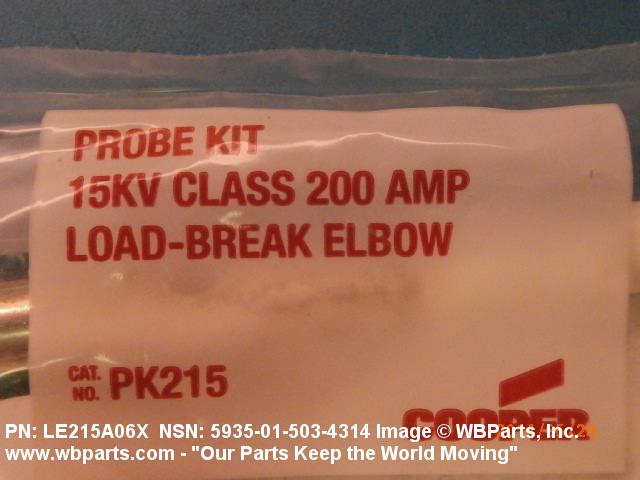 PROBE KIT
15KV CLASS 200 AMP
LOAD-BREAK ELBOW
CAT. NO. PK215
COOPER
PN: LE215A06X NSN: 5935-01-503-4314 Image © WBParts, Inc.
www.wbparts.com - "Our Parts Keep the World Moving"